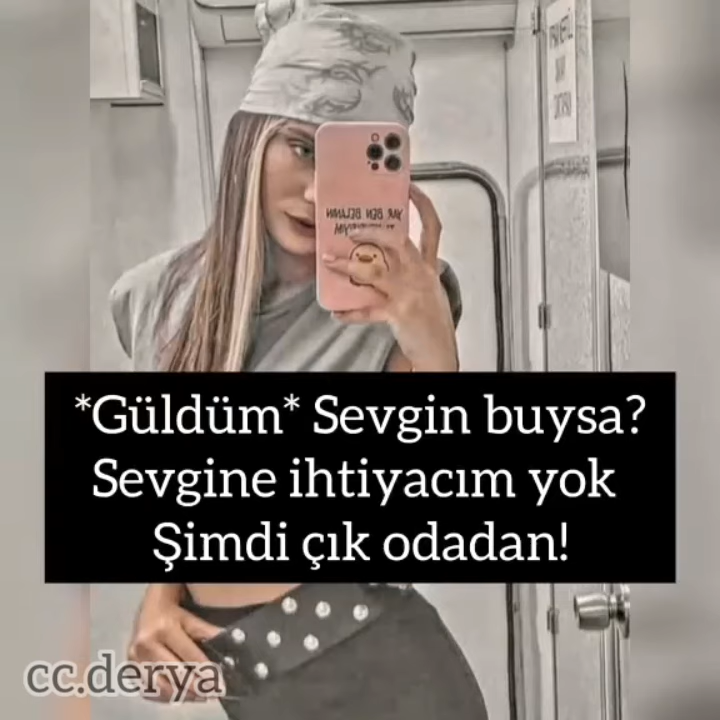 *Güldüm* Sevgin buysa?
Sevgine ihtiyacım yok
Şimdi çık odadan!
cc.derya